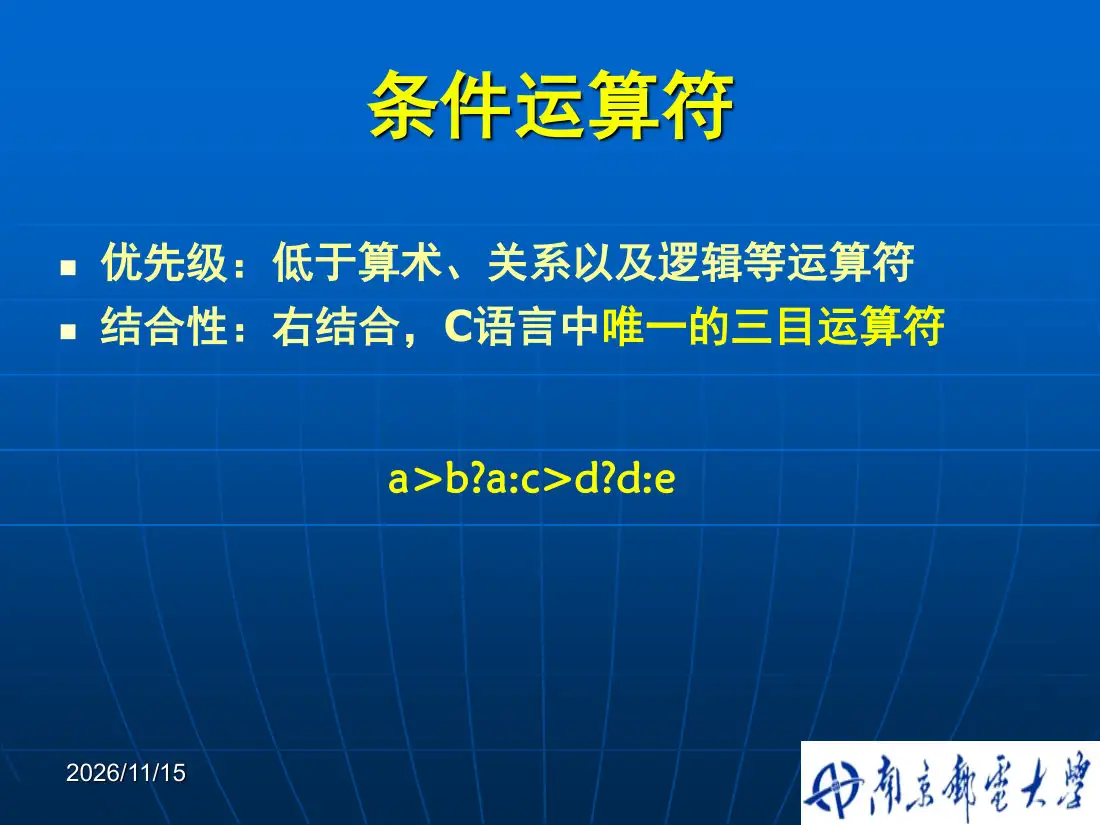 条件运算符
优先级：低于算术、关系以及逻辑等运算符
结合性：右结合，C语言中唯一的三目运算符
a>b?a:c>d?d:e
2026/11/15
南京邮電大学